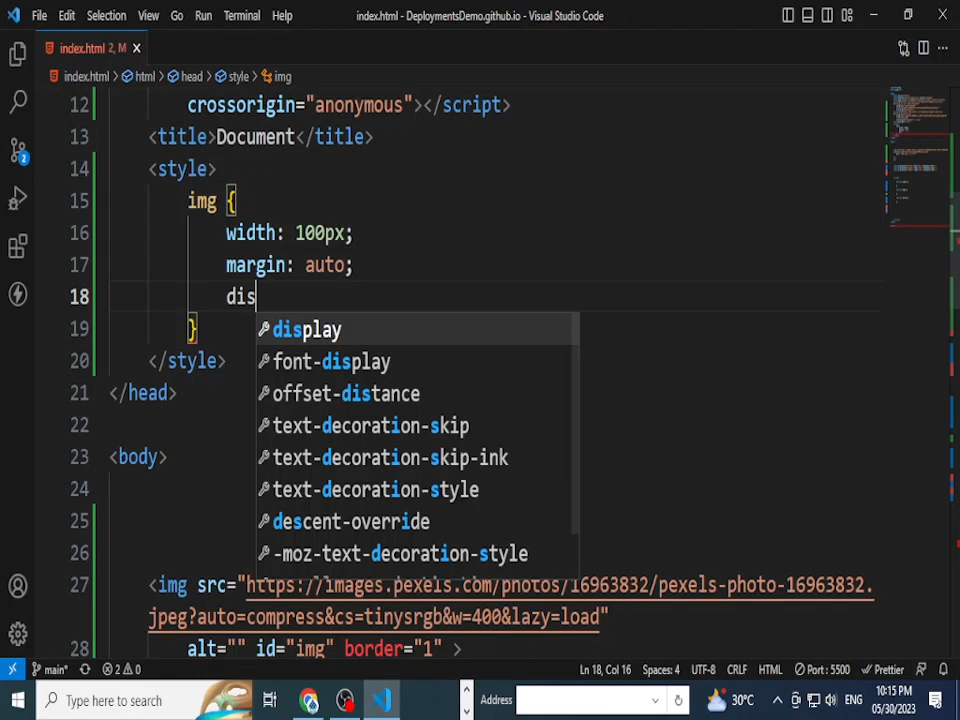 File Edit Selection View Go Run Terminal Help index.html - DeploymentsDemo.github.io - Visual Studio Code
index.html 2, M
index.html > html > head > style > img
12 crossorigin="anonymous"></script>
13 <title>Document</title>
14 <style>
15 img {
16 width: 100px;
17 margin: auto;
18 dis
display
19 }
font-display
20 </style>
offset-distance
21 </head>
text-decoration-skip
22
text-decoration-skip-ink
23 <body>
text-decoration-style
24
descent-override
25
-moz-text-decoration-style
26
27 <img src="https://images.pexels.com/photos/16963832/pexels-photo-16963832.
jpeg?auto=compress&cs=tinysrgb&w=400&lazy=load"
28 alt="" id="img" border="1" >
2
main* 2 0 Ln 18, Col 16 Spaces: 4 UTF-8 CRLF HTML Port : 5500 Prettier
Type here to search Address 30°C ENG 10:15 PM
05/30/2023